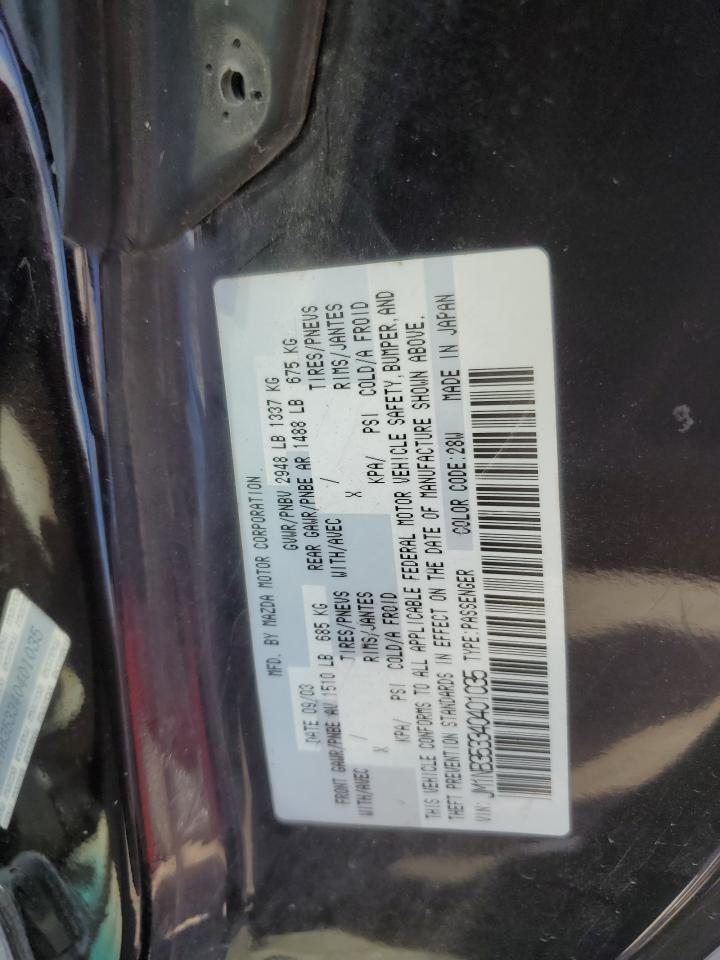 MFD. BY MAZDA MOTOR CORPORATION
DATE 09/03 GVWR/PNBV 2948 LB 1337 KG
FRONT GAWR/PNBE AV 1510 LB 685 KG REAR GAWR/PNBE AR 1488 LB 675 KG
WITH/AVEC / TIRES/PNEUS WITH/AVEC / TIRES/PNEUS
X RIMS/JANTES X RIMS/JANTES
KPA/ PSI COLD/A FROID KPA/ PSI COLD/A FROID
THIS VEHICLE CONFORMS TO ALL APPLICABLE FEDERAL MOTOR VEHICLE SAFETY, BUMPER, AND
THEFT PREVENTION STANDARDS IN EFFECT ON THE DATE OF MANUFACTURE SHOWN ABOVE.
VIN: JM1NB353340401035 TYPE:PASSENGER COLOR CODE:28W MADE IN JAPAN
353340401035